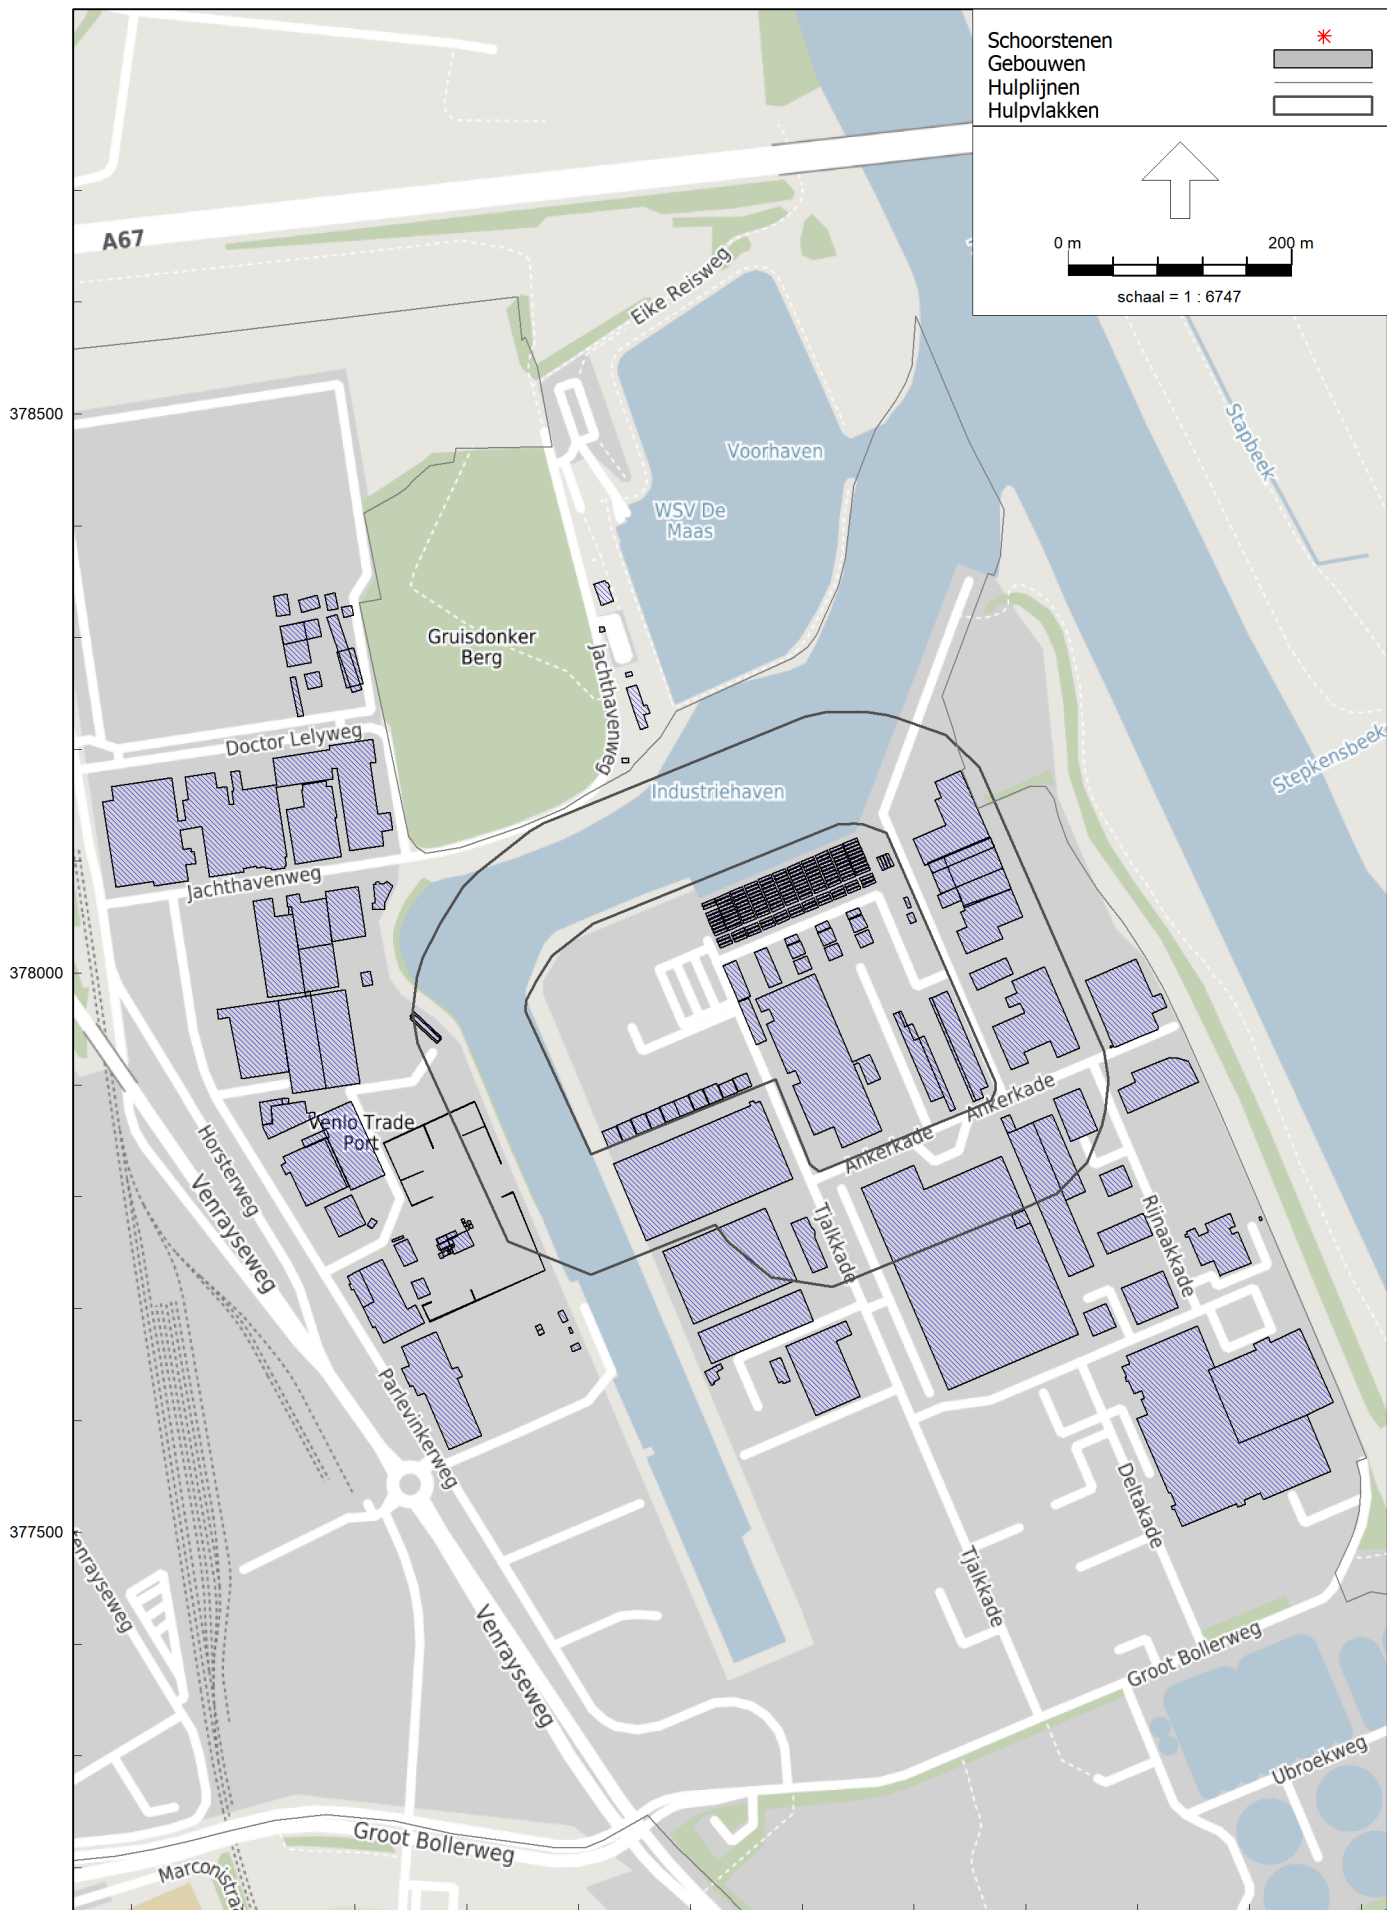 Schoorstenen
Gebouwen
Hulplijnen
Hulpvlakken
0 m 200 m
schaal = 1 : 6747
A67
Eike Reisweg
378500
Voorhaven
Stapbeek
WSV De
Maas
Gruisdonker
Berg
Jachthavenweg
Doctor Lelyweg
Stepkensbeek
Industriehaven
Jachthavenweg
378000
Ankerkade
Venlo Trade
Port
Horsterweg
Ankerkade
Venrayseweg
Tjalkkade
Rijnaakkade
Parlevinkerweg
Deltakade
377500
Tjalkkade
Venrayseweg
Groot Bollerweg
Ubroekweg
Groot Bollerweg